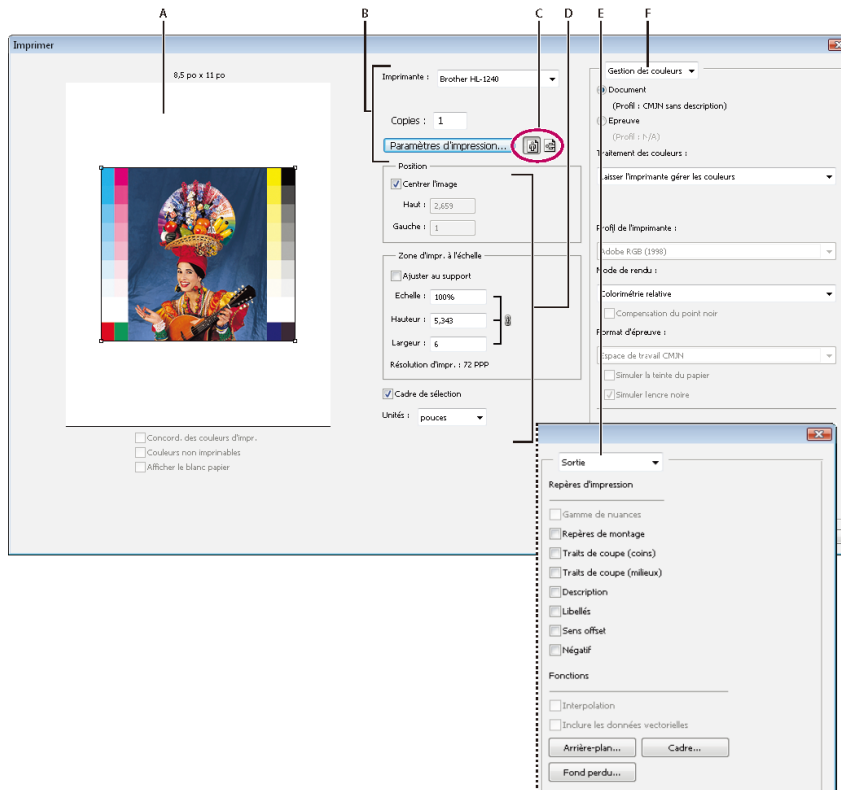 A B C D E F
Imprimer
8,5 po x 11 po
Concord. des couleurs d'impr.
Couleurs non imprimables
Afficher le blanc papier
Imprimante : Brother HL-1240
Copies : 1
Paramètres d'impression...
Position
Centrer l'image
Haut : 2,659
Gauche : 1
Zone d'impr. à l'échelle
Ajuster au support
Echelle : 100%
Hauteur : 5,343
Largeur : 6
Résolution d'impr. : 72 PPP
Cadre de sélection
Unités : pouces
Gestion des couleurs
Document
(Profil : CMJN sans description)
Epreuve
(Profil : N/A)
Traitement des couleurs :
Laisser l'imprimante gérer les couleurs
Profil de l'imprimante :
Adobe RGB (1998)
Mode de rendu :
Colorimétrie relative
Compensation du point noir
Format d'épreuve :
Espace de travail CMJN
Simuler la teinte du papier
Simuler lencre noire
Sortie
Repères d'impression
Gamme de nuances
Repères de montage
Traits de coupe (coins)
Traits de coupe (milieux)
Description
Libellés
Sens offset
Négatif
Fonctions
Interpolation
Inclure les données vectorielles
Arrière-plan... Cadre...
Fond perdu...